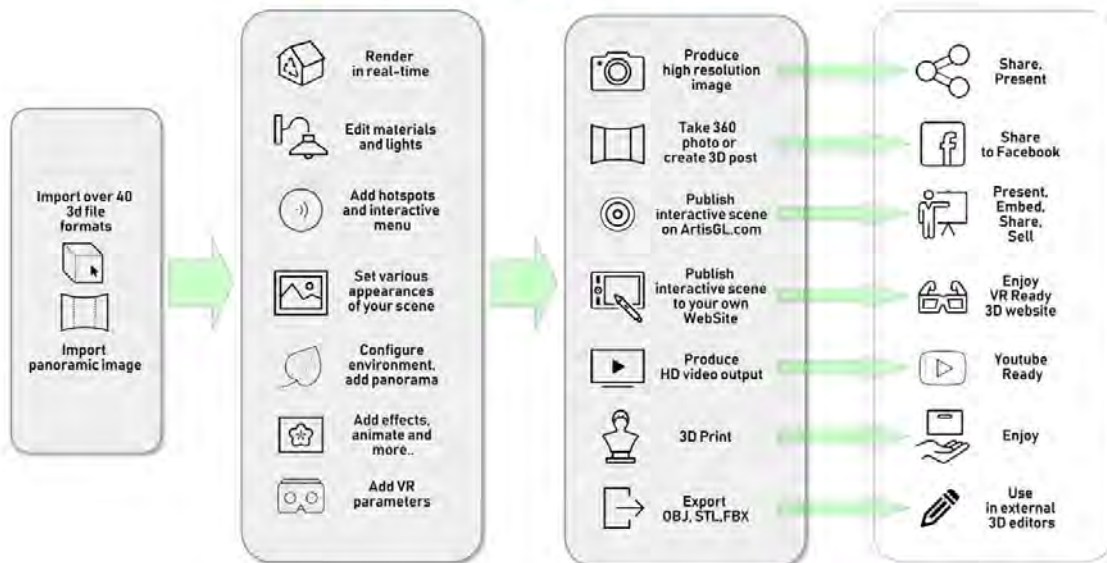 Import over 40
3d file
formats
Import
panoramic image
Render
in real-time
Edit materials
and lights
Add hotspots
and interactive
menu
Set various
appearances
of your scene
Configure
environment,
add panorama
Add effects,
animate and
more..
Add VR
parameters
Produce
high resolution
image
Take 360
photo or
create 3D post
Publish
interactive scene
on ArtisGL.com
Publish
interactive scene
to your own
WebSite
Produce
HD video output
3D Print
Export
OBJ, STL,FBX
Share,
Present
Share
to Facebook
Present,
Embed,
Share,
Sell
Enjoy
VR Ready
3D website
Youtube
Ready
Enjoy
Use
in external
3D editors